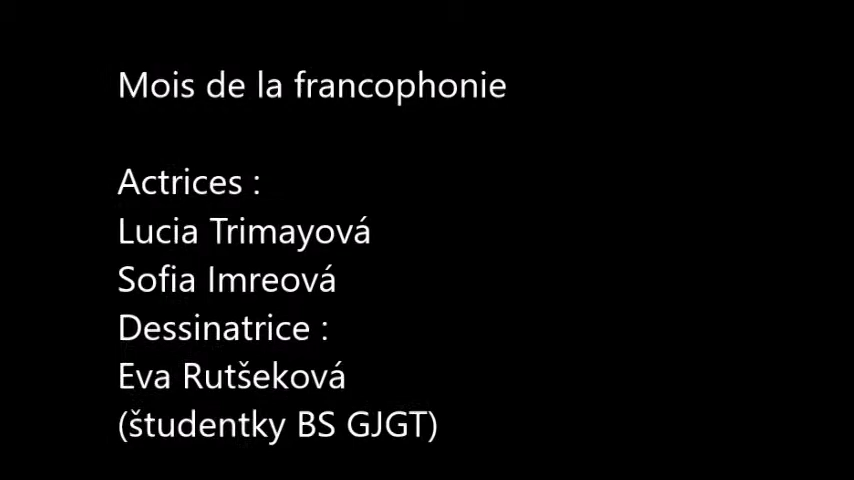 Mois de la francophonie
Actrices :
Lucia Trimayová
Sofia Imreová
Dessinatrice :
Eva Rutšeková
(študentky BS GJGT)